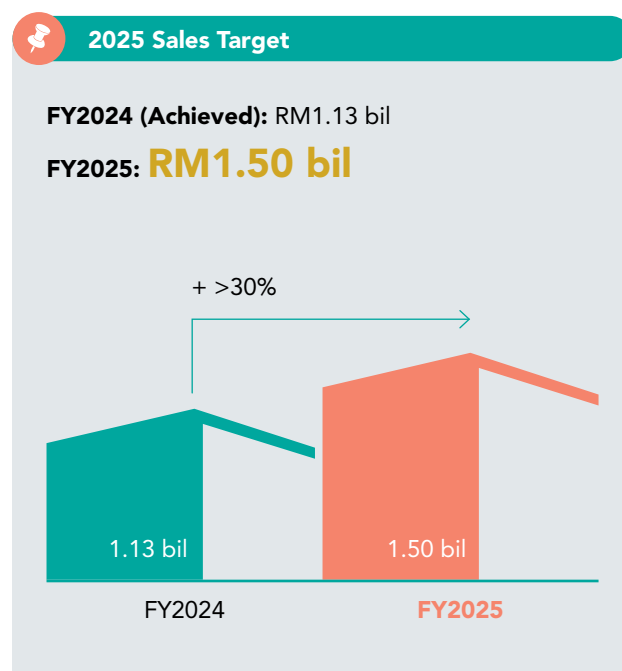 2025 Sales Target
FY2024 (Achieved): RM1.13 bil
FY2025: RM1.50 bil
+ >30%
1.13 bil
1.50 bil
FY2024
FY2025